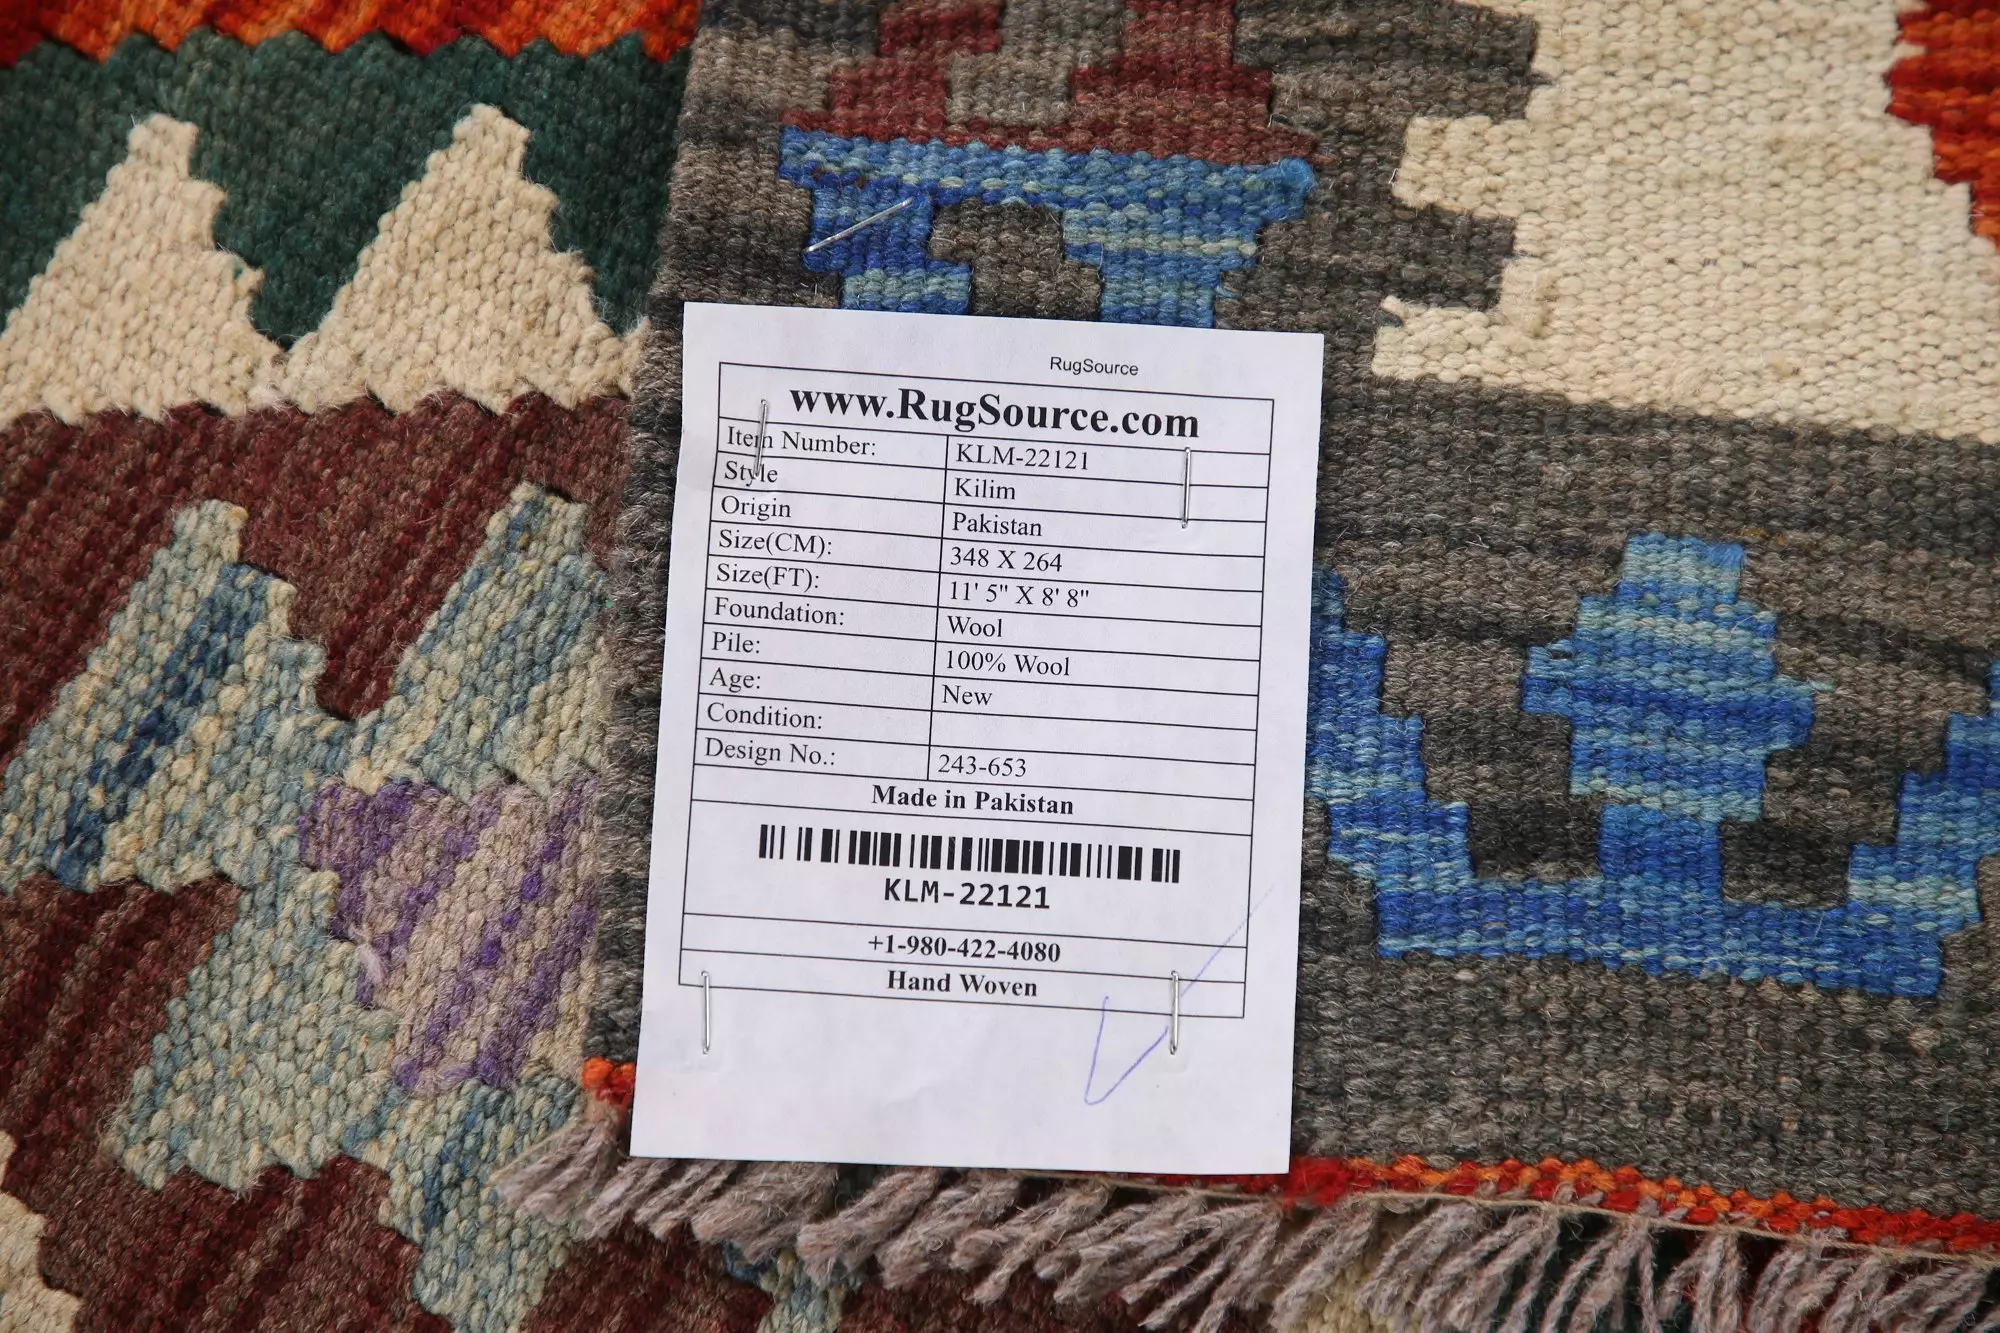 RugSource
www.RugSource.com
Item Number: KLM-22121
Style Kilim
Origin Pakistan
Size(CM): 348 X 264
Size(FT): 11' 5" X 8' 8"
Foundation: Wool
Pile: 100% Wool
Age: New
Condition:
Design No.: 243-653
Made in Pakistan
KLM-22121
+1-980-422-4080
Hand Woven